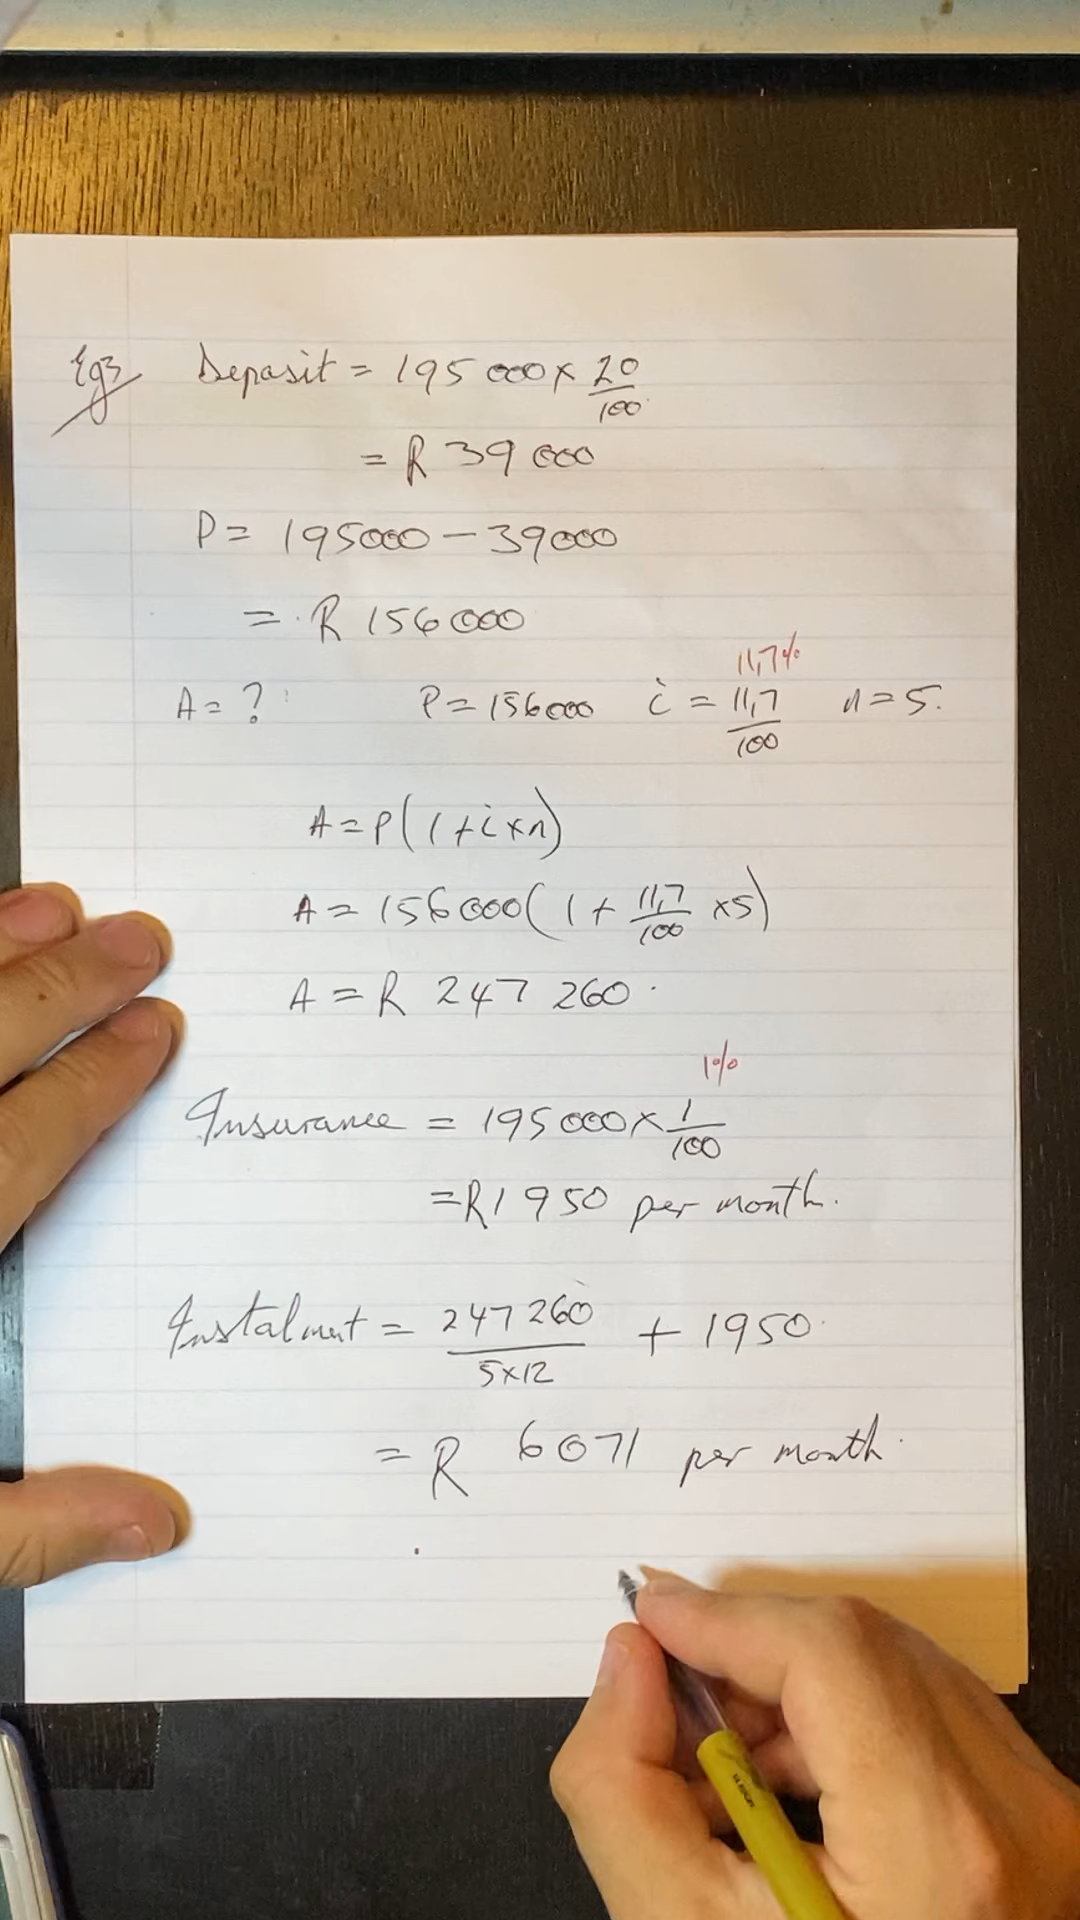 Eg3 Deposit = 195 000 × 20/100
= R 39 000
P = 195000 − 39000
= R 156 000
11,7%
A = ? P = 156000 i = 11,7/100 n = 5.
A = P(1 + i × n)
A = 156000(1 + 11,7/100 × 5)
A = R 247 260
1%
Insurance = 195 000 × 1/100
= R1 950 per month.
Instalment = 247 260/5×12 + 1950
= R 6071 per month